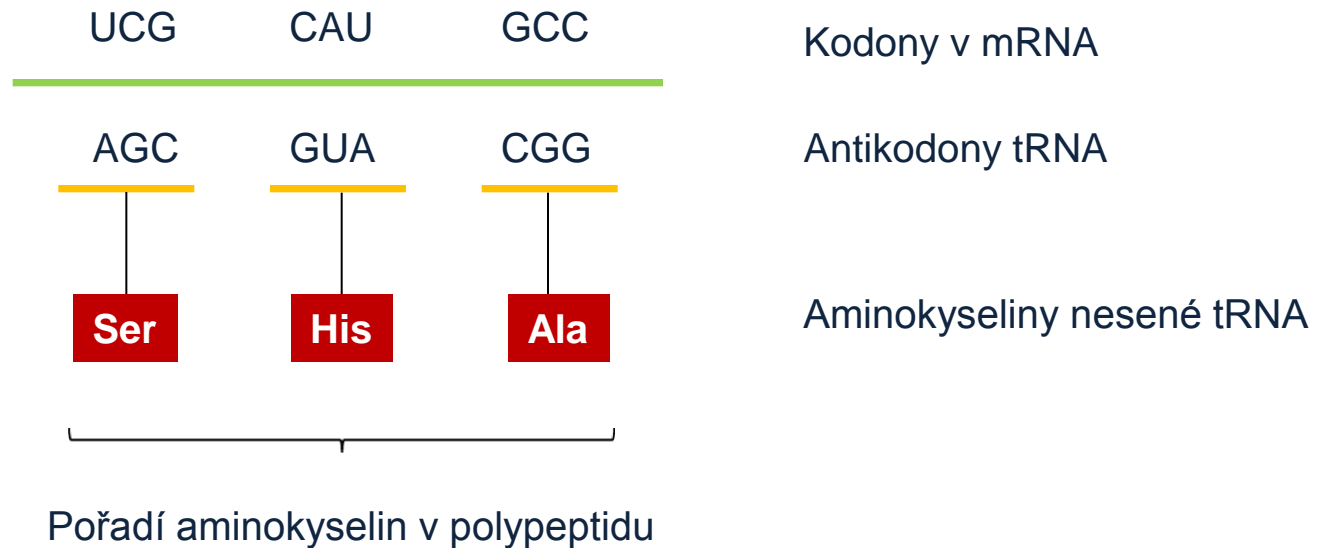 UCG CAU GCC Kodony v mRNA
AGC GUA CGG Antikodony tRNA
Ser His Ala Aminokyseliny nesené tRNA
Pořadí aminokyselin v polypeptidu